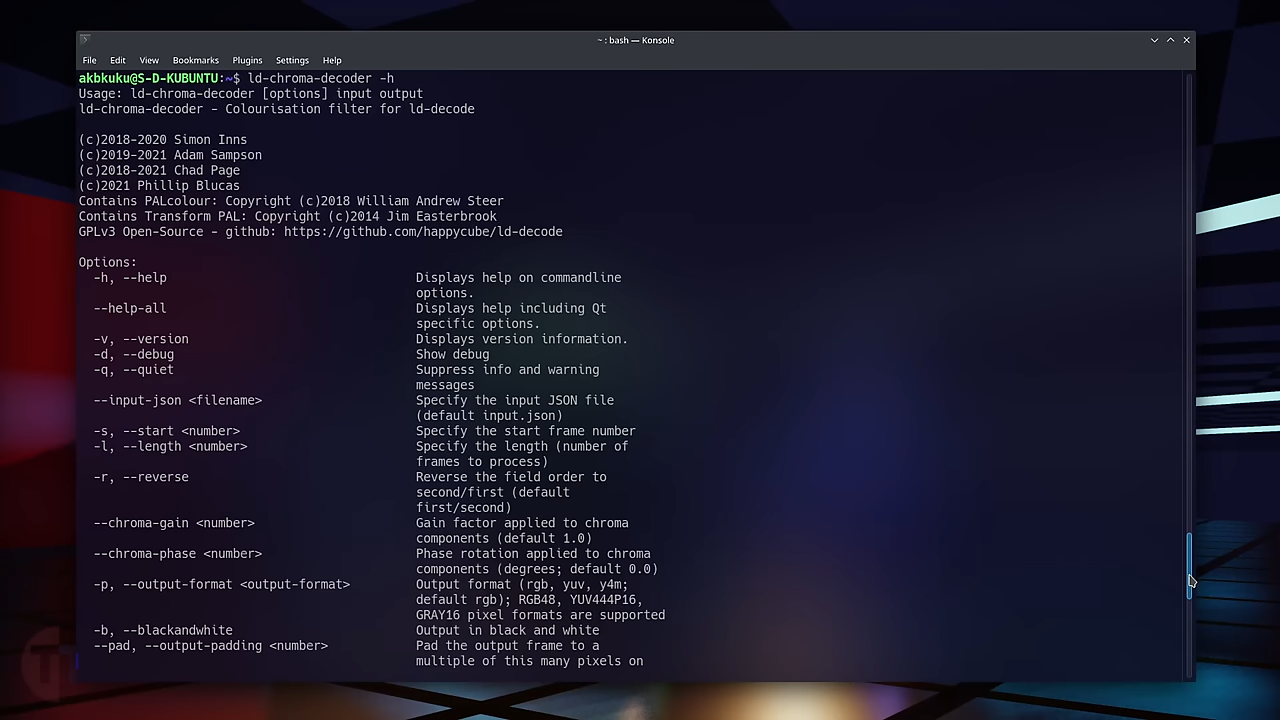 ~ : bash — Konsole
File Edit View Bookmarks Plugins Settings Help
akbkuku@S-D-KUBUNTU:~$ ld-chroma-decoder -h
Usage: ld-chroma-decoder [options] input output
ld-chroma-decoder - Colourisation filter for ld-decode
(c)2018-2020 Simon Inns
(c)2019-2021 Adam Sampson
(c)2018-2021 Chad Page
(c)2021 Phillip Blucas
Contains PALcolour: Copyright (c)2018 William Andrew Steer
Contains Transform PAL: Copyright (c)2014 Jim Easterbrook
GPLv3 Open-Source - github: https://github.com/happycube/ld-decode
Options:
-h, --help Displays help on commandline
options.
--help-all Displays help including Qt
specific options.
-v, --version Displays version information.
-d, --debug Show debug
-q, --quiet Suppress info and warning
messages
--input-json <filename> Specify the input JSON file
(default input.json)
-s, --start <number> Specify the start frame number
-l, --length <number> Specify the length (number of
frames to process)
-r, --reverse Reverse the field order to
second/first (default
first/second)
--chroma-gain <number> Gain factor applied to chroma
components (default 1.0)
--chroma-phase <number> Phase rotation applied to chroma
components (degrees; default 0.0)
-p, --output-format <output-format> Output format (rgb, yuv, y4m;
default rgb); RGB48, YUV444P16,
GRAY16 pixel formats are supported
-b, --blackandwhite Output in black and white
--pad, --output-padding <number> Pad the output frame to a
multiple of this many pixels on